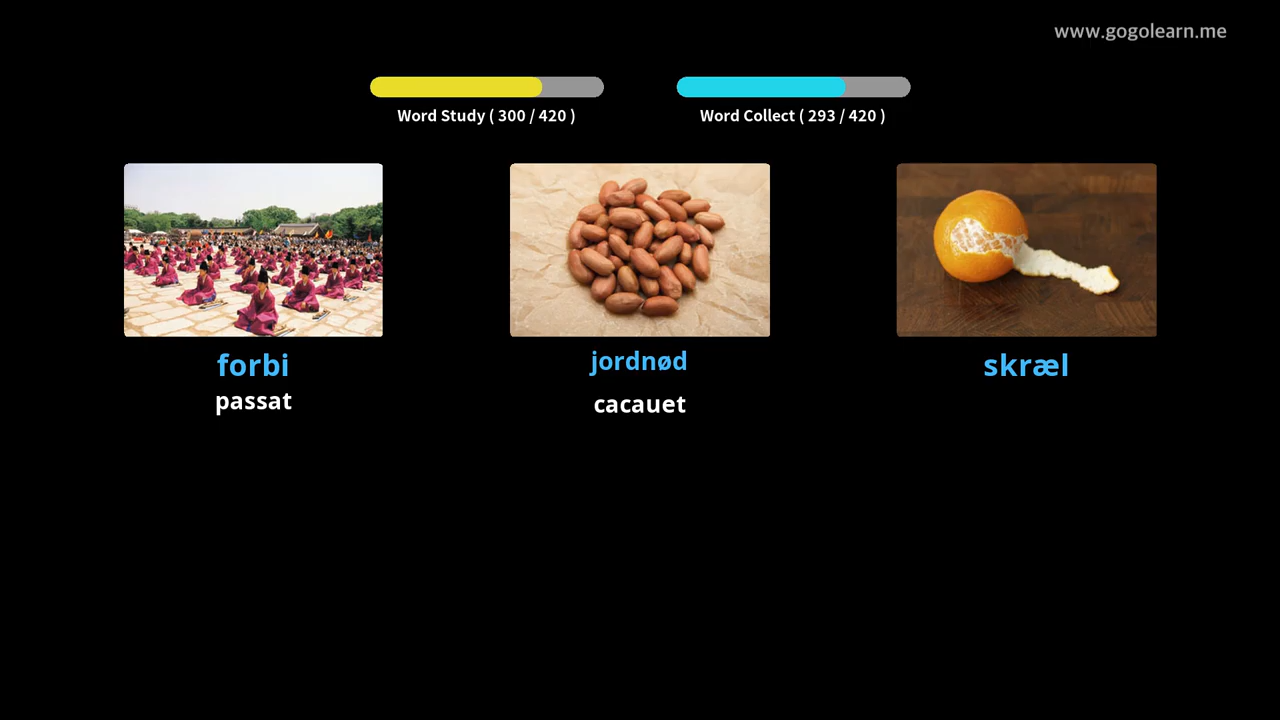 www.gogolearn.me
Word Study ( 300 / 420 )
Word Collect ( 293 / 420 )
forbi
passat
jordnød
cacauet
skræl